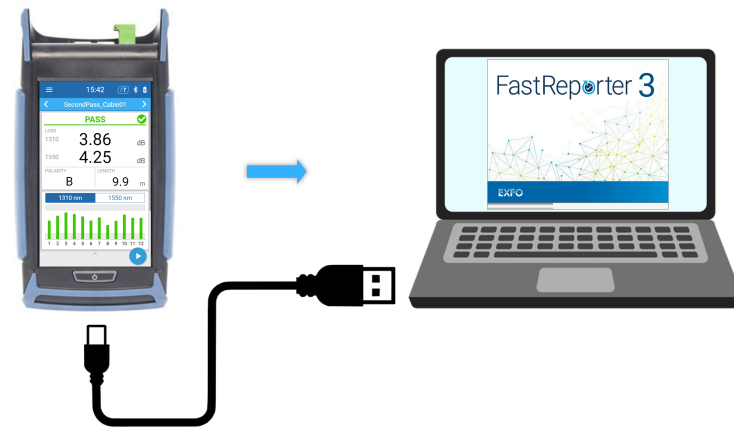 15:42
SecondPass_Cable01
PASS
LOSS
1310 3.86 dB
1550 4.25 dB
POLARITY LENGTH
B 9.9 m
1310 nm 1550 nm
1 2 3 4 5 6 7 8 9 10 11 12
FastReporter 3
EXFO